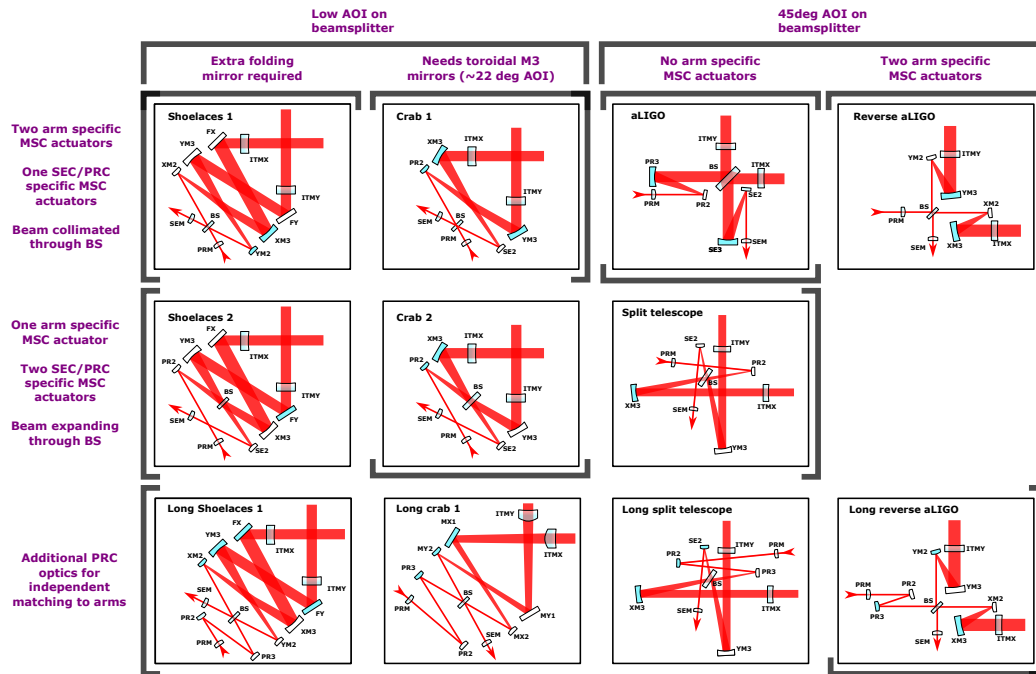 Low AOI on
beamsplitter
45deg AOI on
beamsplitter
Extra folding
mirror required
Needs toroidal M3
mirrors (~22 deg AOI)
No arm specific
MSC actuators
Two arm specific
MSC actuators
Two arm specific
MSC actuators
One SEC/PRC
specific MSC
actuators
Beam collimated
through BS
Shoelaces 1
FX
YM3
XM2
ITMX
ITMY
BS
SEM
FY
PRM
XM3
YM2
Crab 1
XM3
PR2
ITMX
ITMY
BS
SEM
PRM
YM3
SE2
aLIGO
ITMY
PR3
BS
ITMX
SE2
PRM
PR2
SEM
SE3
Reverse aLIGO
YM2
ITMY
YM3
BS
XM2
PRM
SEM
XM3
ITMX
One arm specific
MSC actuator
Two SEC/PRC
specific MSC
actuators
Beam expanding
through BS
Shoelaces 2
FX
YM3
PR2
ITMX
ITMY
BS
SEM
FY
XM3
PRM
SE2
Crab 2
XM3
PR2
ITMX
BS
ITMY
SEM
YM3
PRM
SE2
Split telescope
SE2
PRM
ITMY
PR2
BS
XM3
ITMX
SEM
YM3
Additional PRC
optics for
independent
matching to arms
Long Shoelaces 1
FX
YM3
XM2
ITMX
ITMY
SEM
BS
PR2
FY
XM3
PRM
YM2
PR3
Long crab 1
ITMY
MX1
MY2
ITMX
PR3
BS
PRM
MY1
MX2
SEM
PR2
Long split telescope
SE2
ITMY
PRM
PR2
PR3
BS
XM3
ITMX
SEM
YM3
Long reverse aLIGO
YM2
ITMY
PRM
PR2
YM3
BS
XM2
PR3
SEM
XM3
ITMX